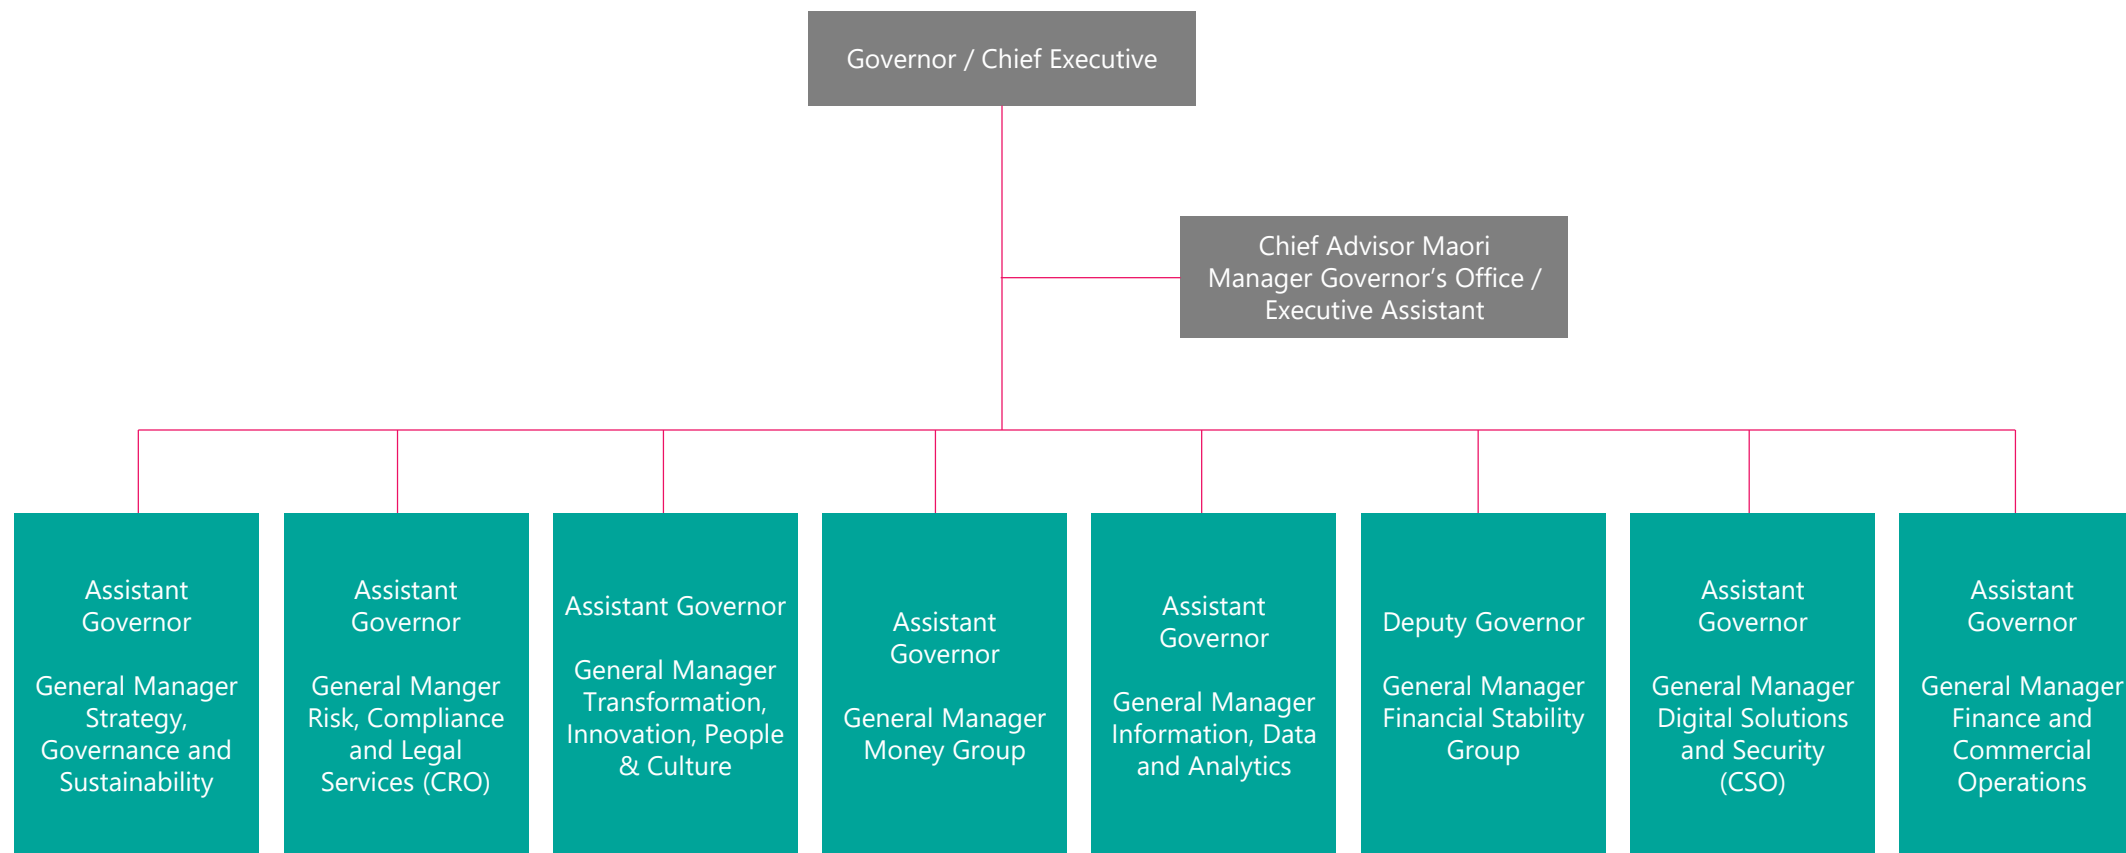 Governor / Chief Executive
Chief Advisor Maori
Manager Governor’s Office /
Executive Assistant
Assistant
Governor
General Manager
Strategy,
Governance and
Sustainability
Assistant
Governor
General Manger
Risk, Compliance
and Legal
Services (CRO)
Assistant Governor
General Manager
Transformation,
Innovation, People
& Culture
Assistant
Governor
General Manager
Money Group
Assistant
Governor
General Manager
Information, Data
and Analytics
Deputy Governor
General Manager
Financial Stability
Group
Assistant
Governor
General Manager
Digital Solutions
and Security
(CSO)
Assistant
Governor
General Manager
Finance and
Commercial
Operations